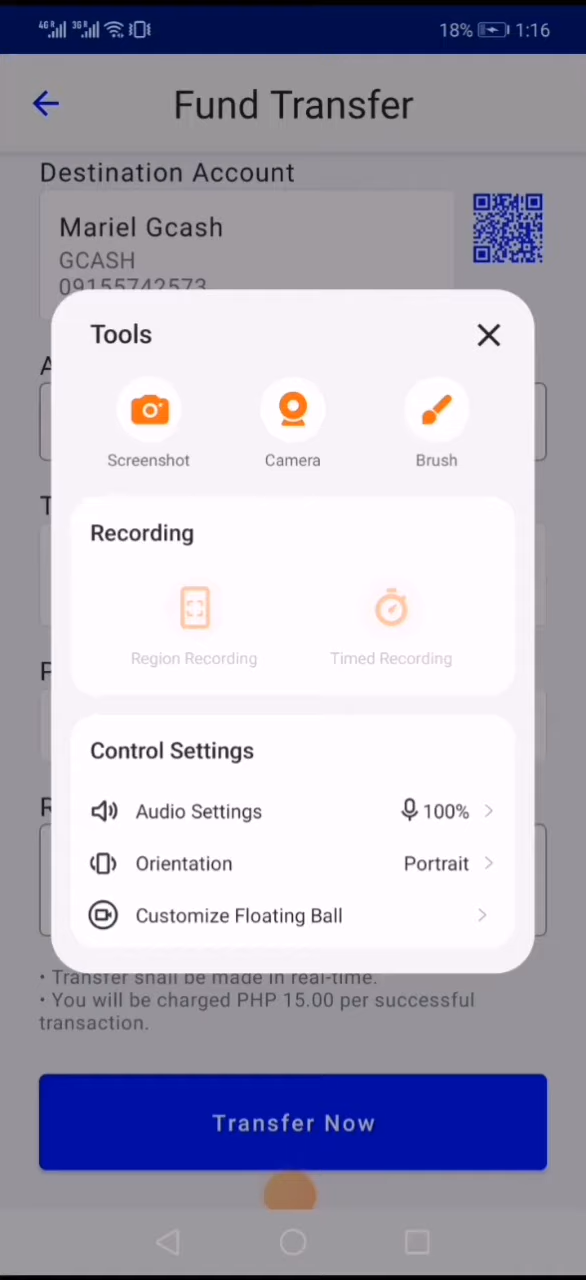 4G R 3G R 18% 1:16
Fund Transfer
Destination Account
Mariel Gcash
GCASH
09155742573
A
Tools
Screenshot Camera Brush
T
Recording
Region Recording Timed Recording
P
Control Settings
R
Audio Settings 100%
Orientation Portrait
Customize Floating Ball
• Transfer shall be made in real-time.
• You will be charged PHP 15.00 per successful
transaction.
Transfer Now